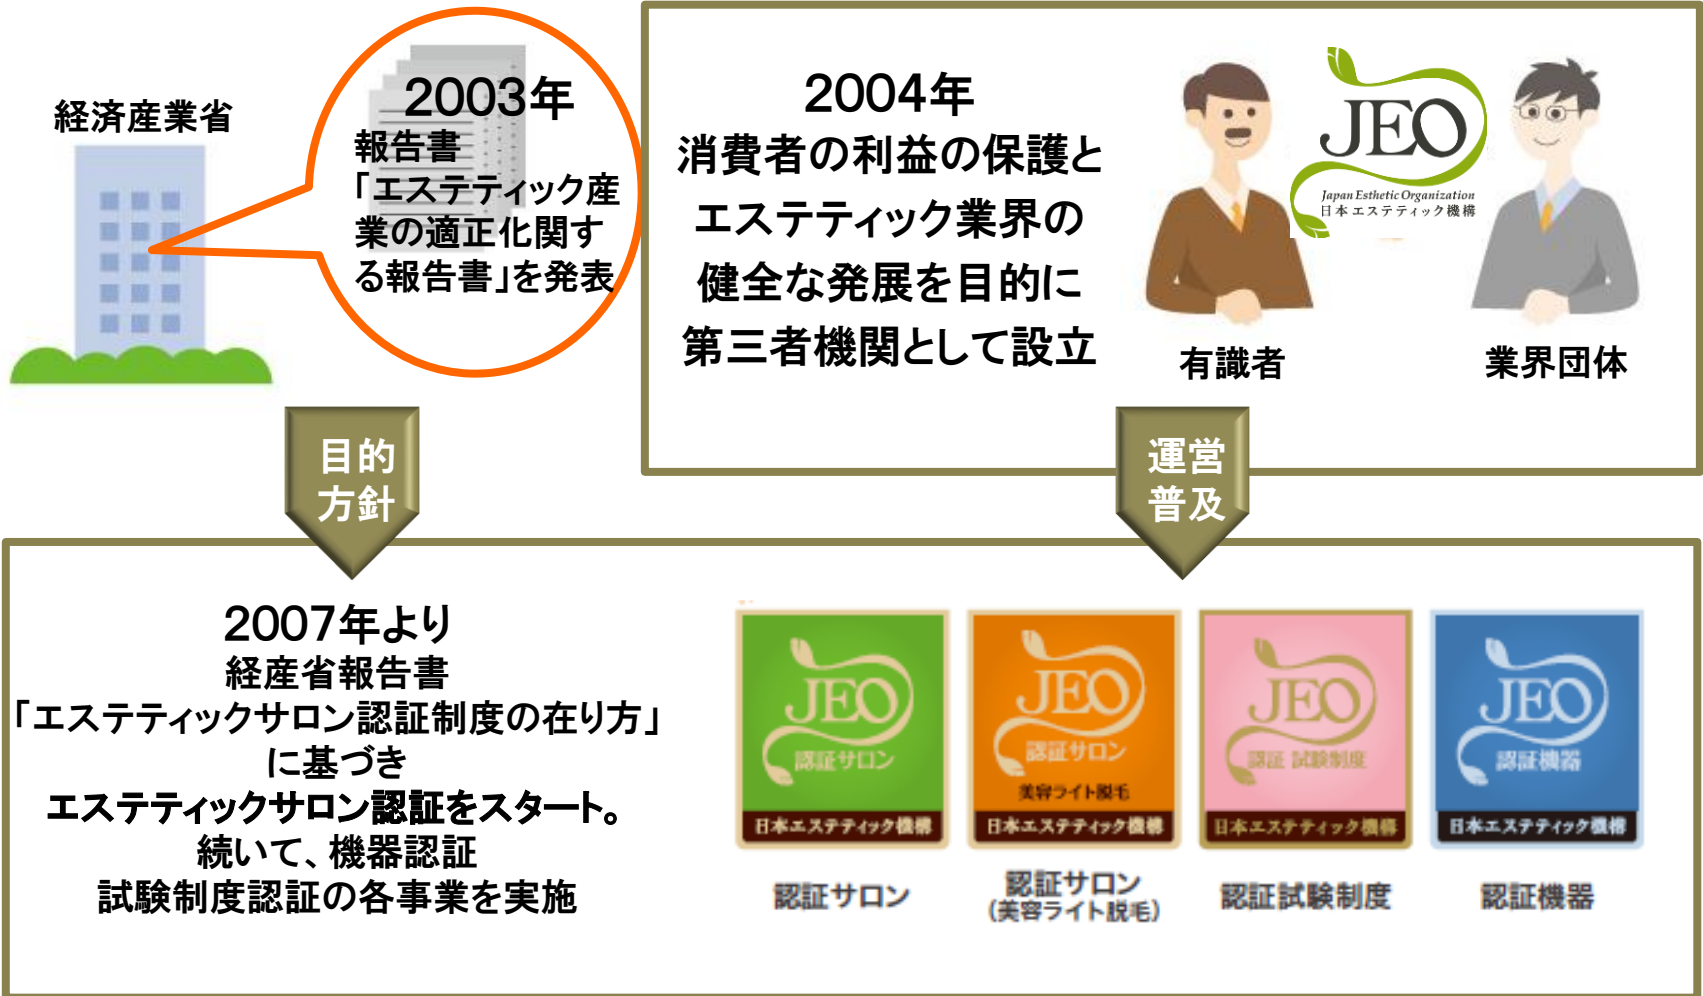 経済産業省
2003年
報告書
「エステティック産
業の適正化関す
る報告書」を発表
2004年
消費者の利益の保護と
エステティック業界の
健全な発展を目的に
第三者機関として設立
JEO
Japan Esthetic Organization
日本エステティック機構
有識者
業界団体
目的
方針
運営
普及
2007年より
経産省報告書
「エステティックサロン認証制度の在り方」
に基づき
エステティックサロン認証をスタート。
続いて、機器認証
試験制度認証の各事業を実施
JEO
認証サロン
日本エステティック機構
認証サロン
JEO
認証サロン
美容ライト脱毛
日本エステティック機構
認証サロン
(美容ライト脱毛)
JEO
認証 試験制度
日本エステティック機構
認証試験制度
JEO
認証機器
日本エステティック機構
認証機器